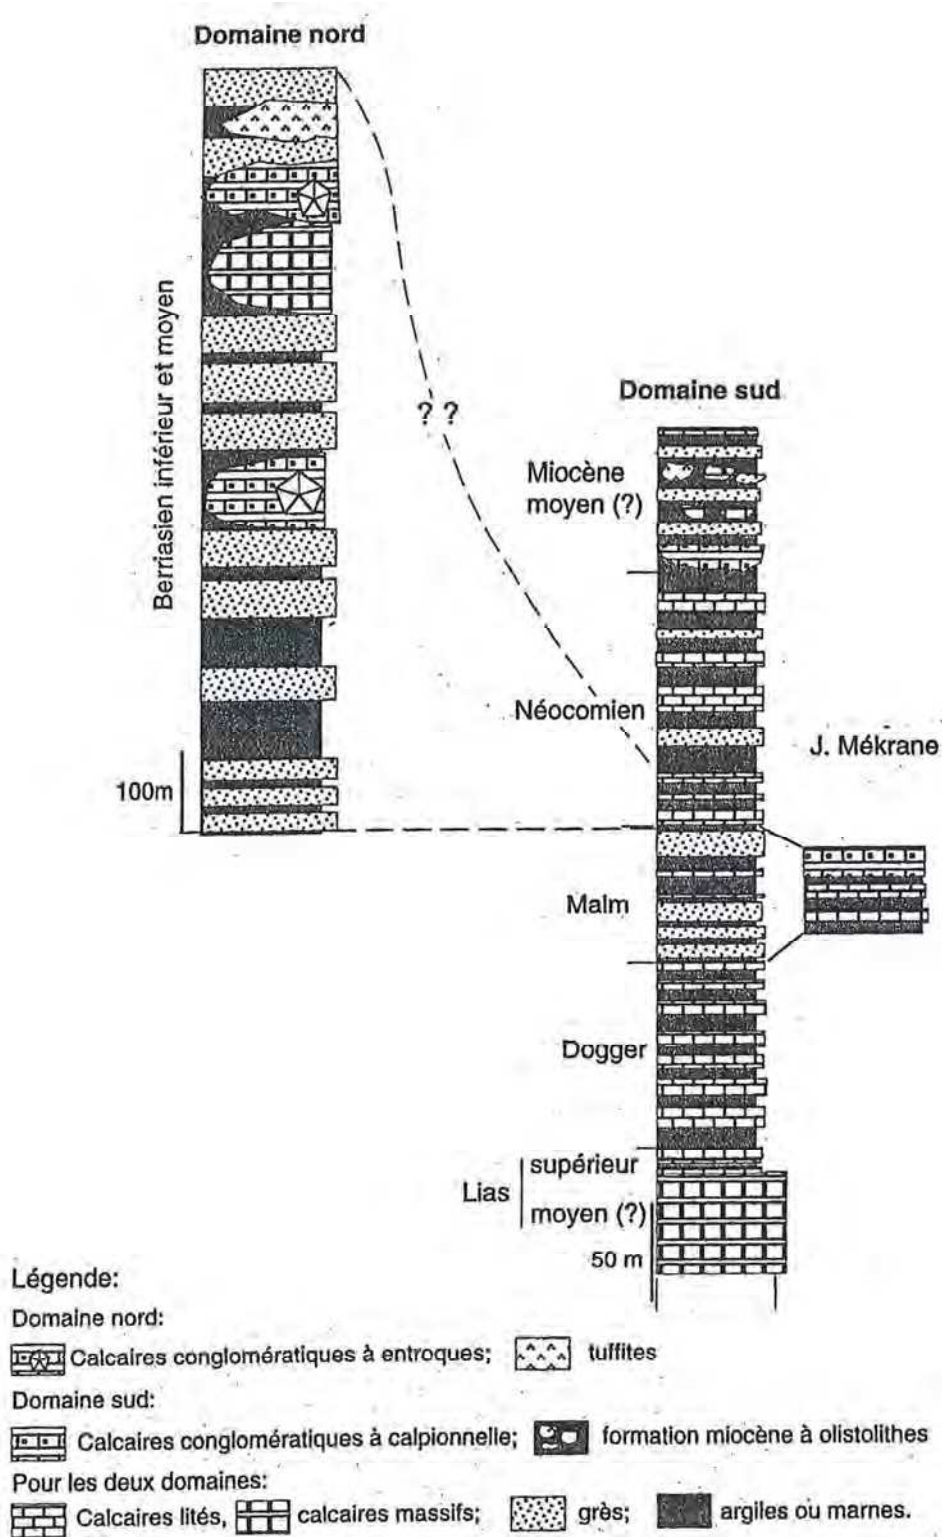 Domaine nord
Berriasien inférieur et moyen
100m
? ?
Domaine sud
Miocène
moyen (?)
Néocomien
J. Mékrane
Malm
Dogger
Lias
supérieur
moyen (?)
50 m
Légende:
Domaine nord:
Calcaires conglomératiques à entroques; tuffites
Domaine sud:
Calcaires conglomératiques à calpionnelle; formation miocène à olistolithes
Pour les deux domaines:
Calcaires lités, calcaires massifs; grès; argiles ou marnes.